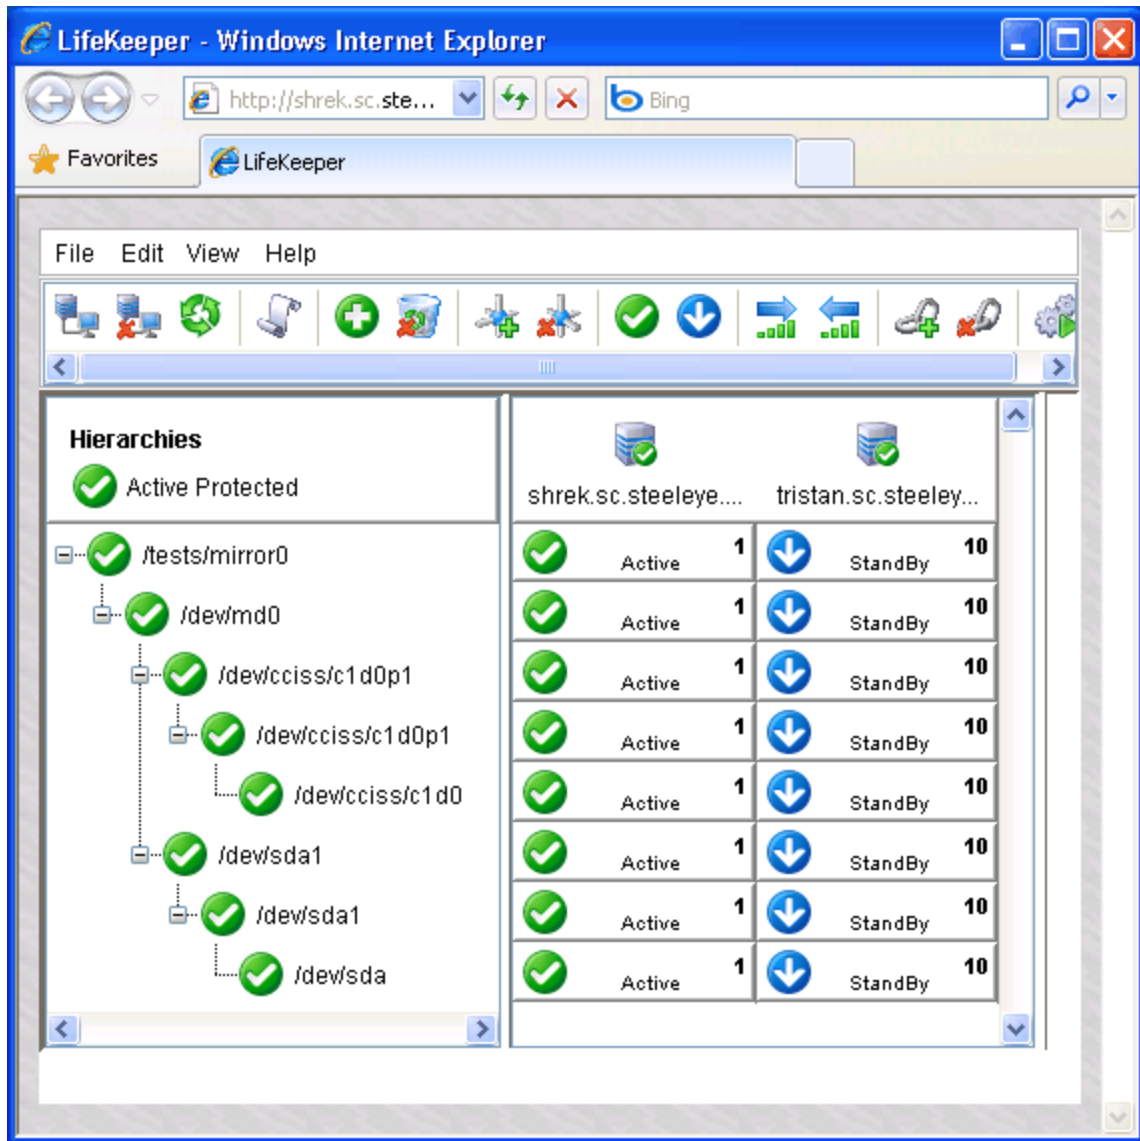 LifeKeeper - Windows Internet Explorer
http://shrek.sc.ste... Bing
Favorites LifeKeeper
File Edit View Help
Hierarchies
Active Protected
shrek.sc.steeleye.... tristan.sc.steeley...
/tests/mirror0 Active 1 StandBy 10
/dev/md0 Active 1 StandBy 10
/dev/cciss/c1d0p1 Active 1 StandBy 10
/dev/cciss/c1d0p1 Active 1 StandBy 10
/dev/cciss/c1d0 Active 1 StandBy 10
/dev/sda1 Active 1 StandBy 10
/dev/sda1 Active 1 StandBy 10
/dev/sda Active 1 StandBy 10